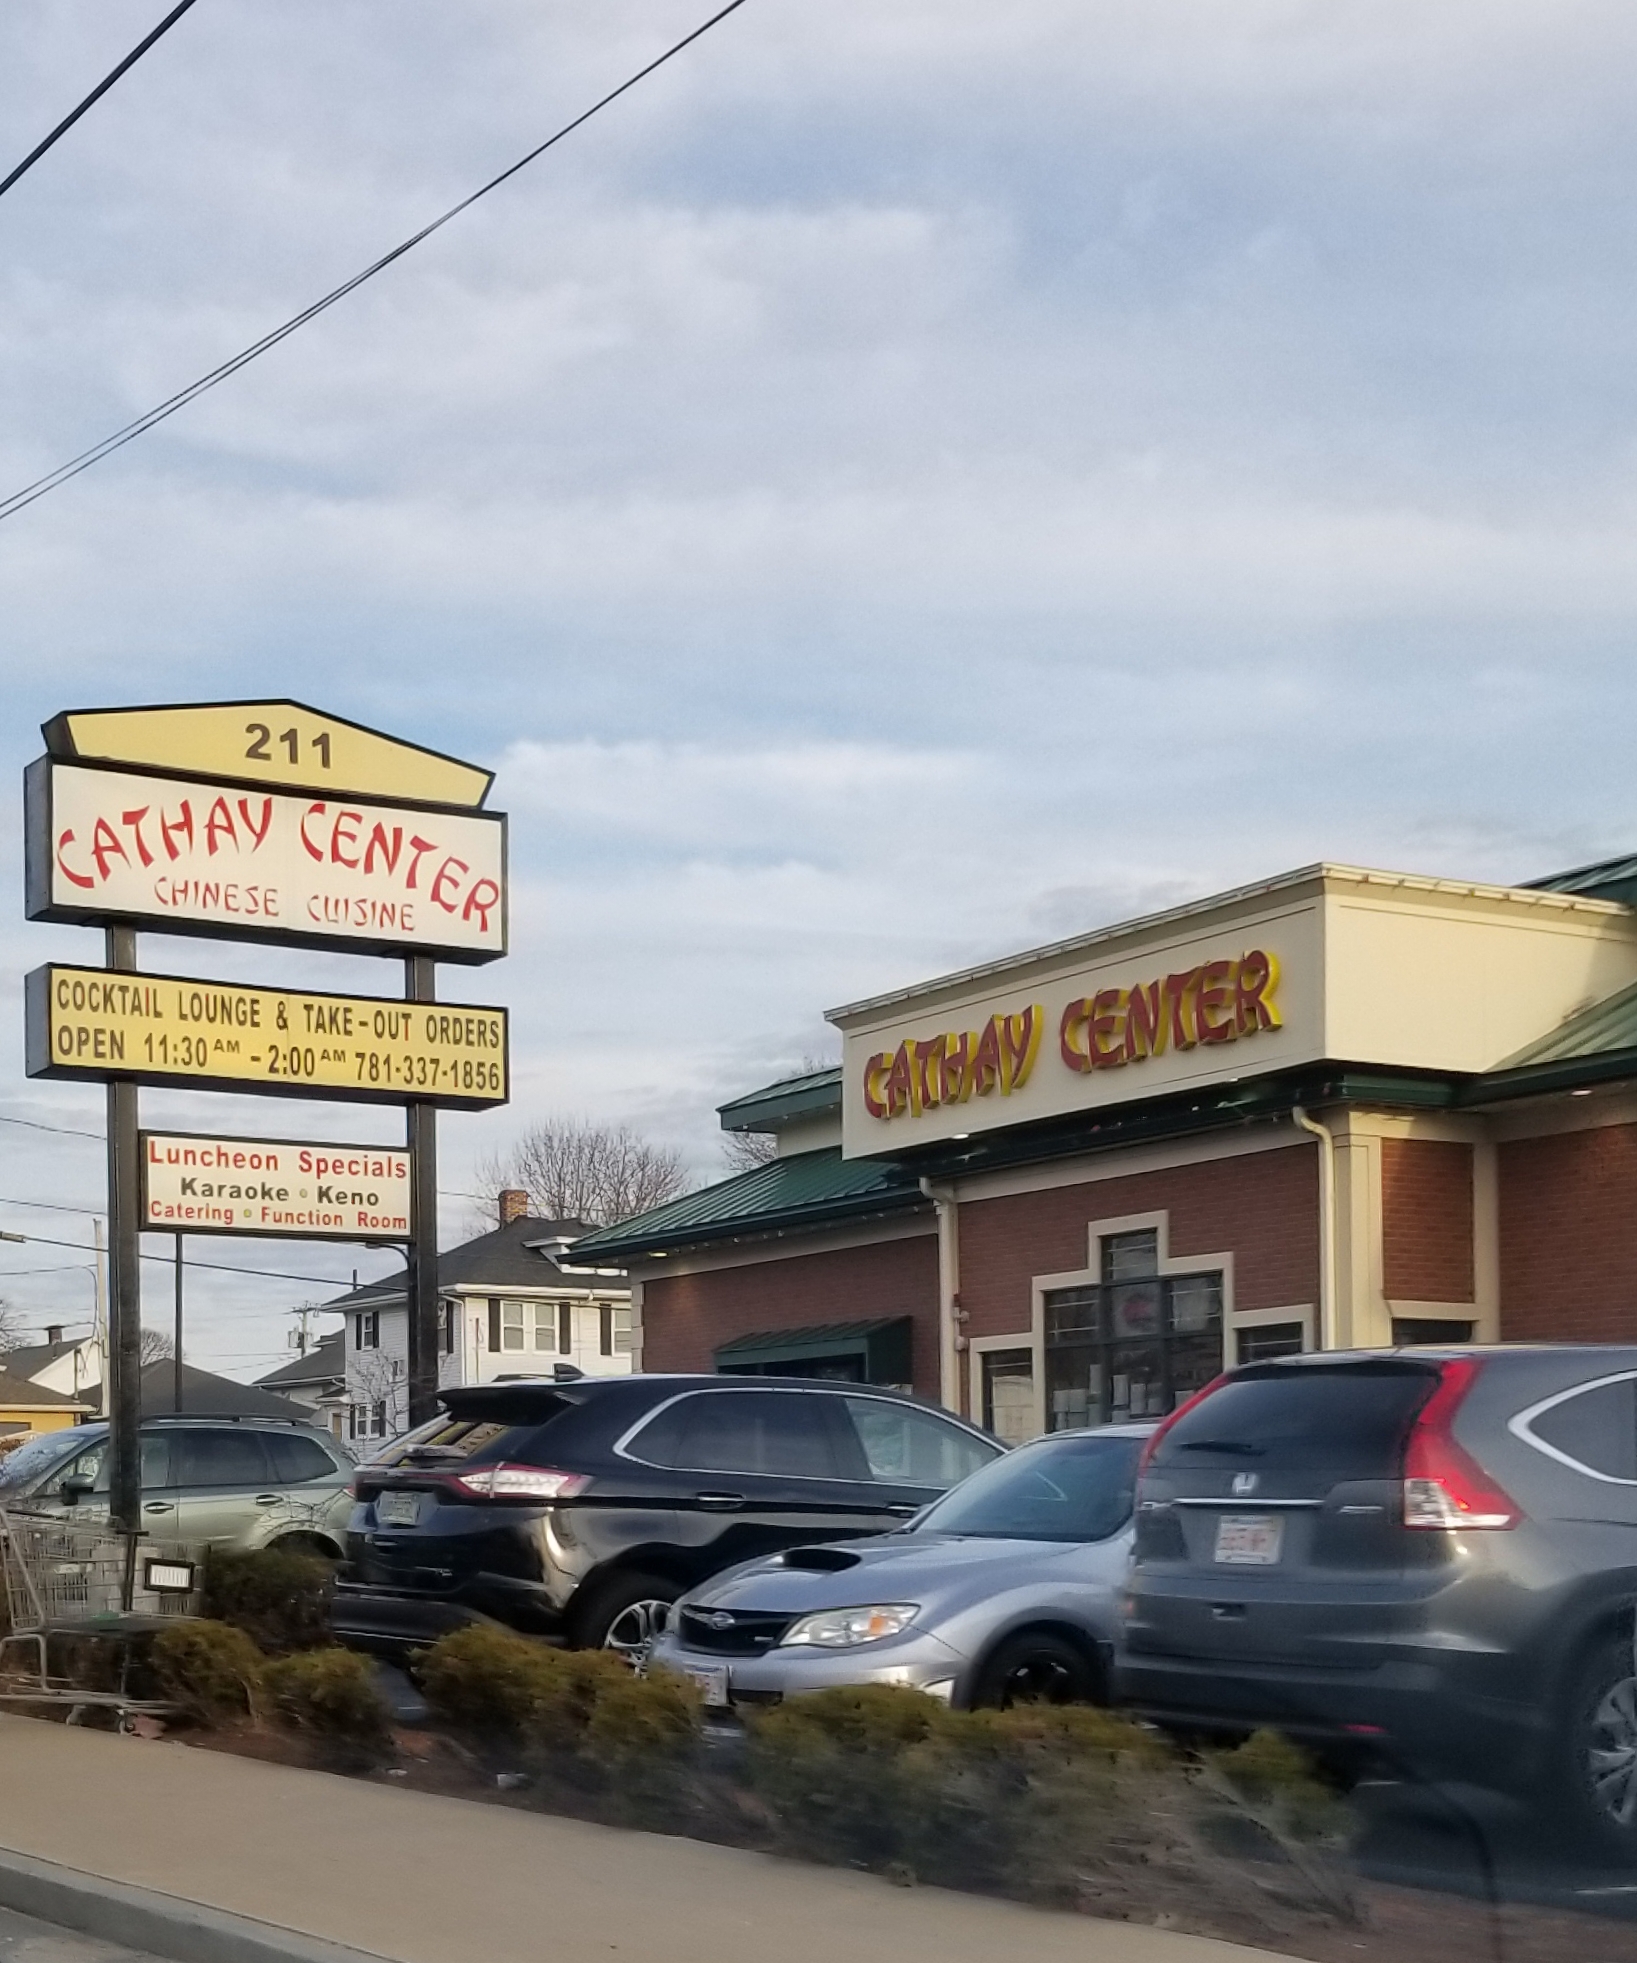 211
CATHAY CENTER
CHINESE CUISINE
COCKTAIL LOUNGE & TAKE-OUT ORDERS
OPEN 11:30 AM - 2:00 AM 781-337-1856
Luncheon Specials
Karaoke • Keno
Catering • Function Room
CATHAY CENTER